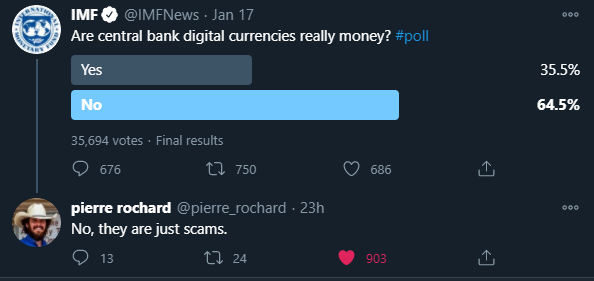 IMF @IMFNews · Jan 17
Are central bank digital currencies really money? #poll
Yes 35.5%
No 64.5%
35,694 votes · Final results
676 750 686
pierre rochard @pierre_rochard · 23h
No, they are just scams.
13 24 903